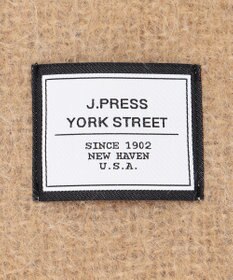 J.PRESS
YORK STREET
SINCE 1902
NEW HAVEN
U.S.A.